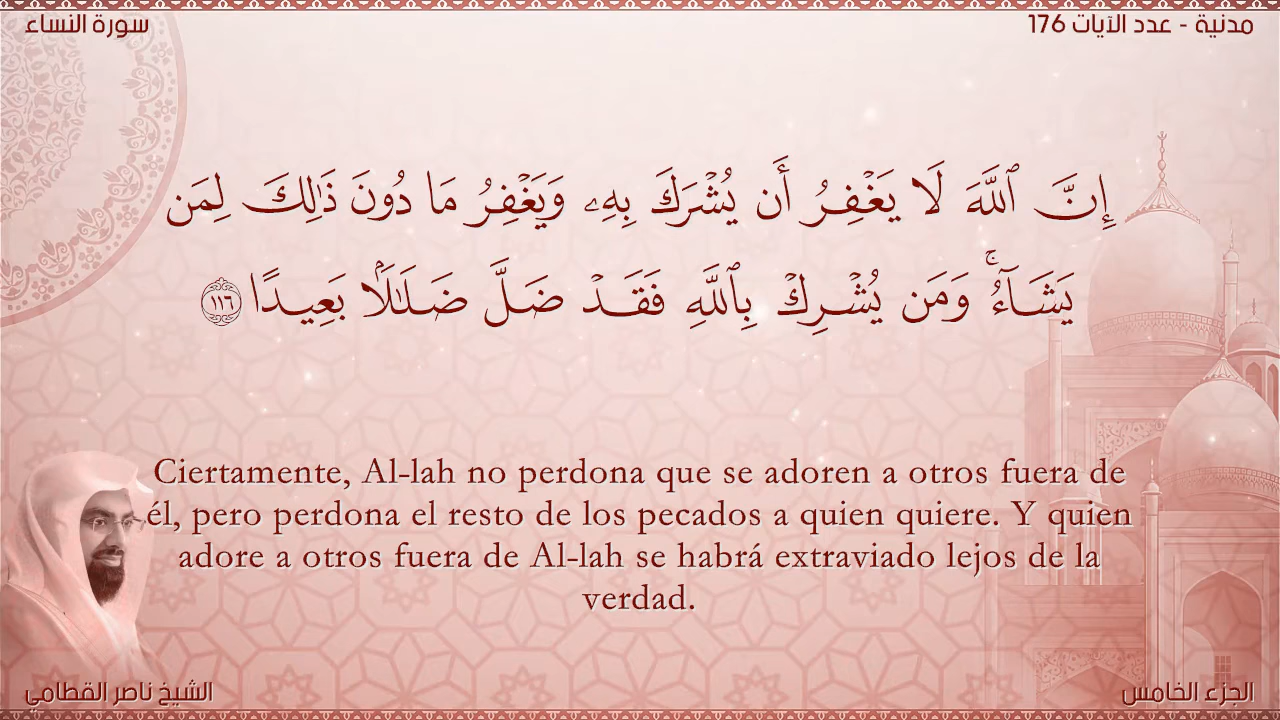 سورة النساء
مدنية - عدد الآيات 176
إِنَّ ٱللَّهَ لَا يَغۡفِرُ أَن يُشۡرَكَ بِهِۦ وَيَغۡفِرُ مَا دُونَ ذَٰلِكَ لِمَن
يَشَآءُۚ وَمَن يُشۡرِكۡ بِٱللَّهِ فَقَدۡ ضَلَّ ضَلَٰلَۢا بَعِيدًا ١١٦
Ciertamente, Al-lah no perdona que se adoren a otros fuera de
él, pero perdona el resto de los pecados a quien quiere. Y quien
adore a otros fuera de Al-lah se habrá extraviado lejos de la
verdad.
الشيخ ناصر القطامي
الجزء الخامس